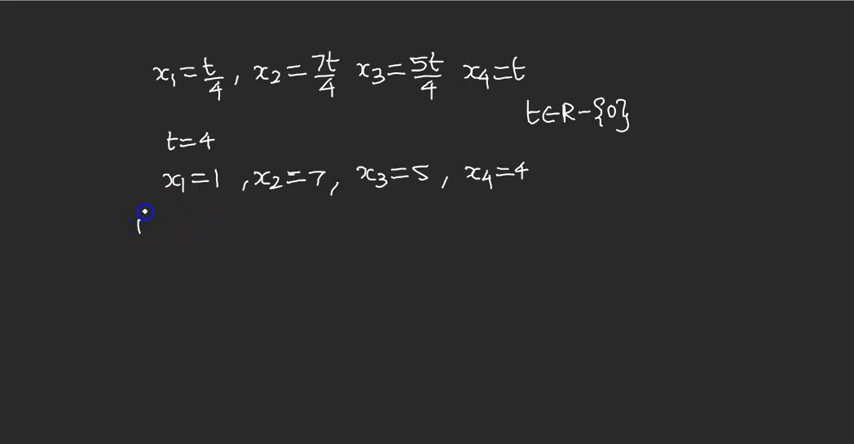 x₁ = t/4, x₂ = 7t/4 x₃ = 5t/4 x₄ = t
t ∈ R - {0}
t = 4
x₁ = 1, x₂ = 7, x₃ = 5, x₄ = 4